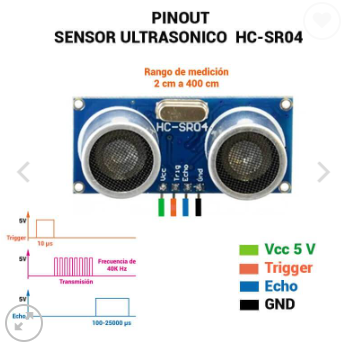 PINOUT
SENSOR ULTRASONICO HC-SR04
Rango de medición
2 cm a 400 cm
HC-SR04
Vcc
Trig
Echo
Gnd
5V
Trigger
10 µs
5V
Frecuencia de
40K Hz
Transmisión
5V
Echo
100-25000 µs
Vcc 5 V
Trigger
Echo
GND